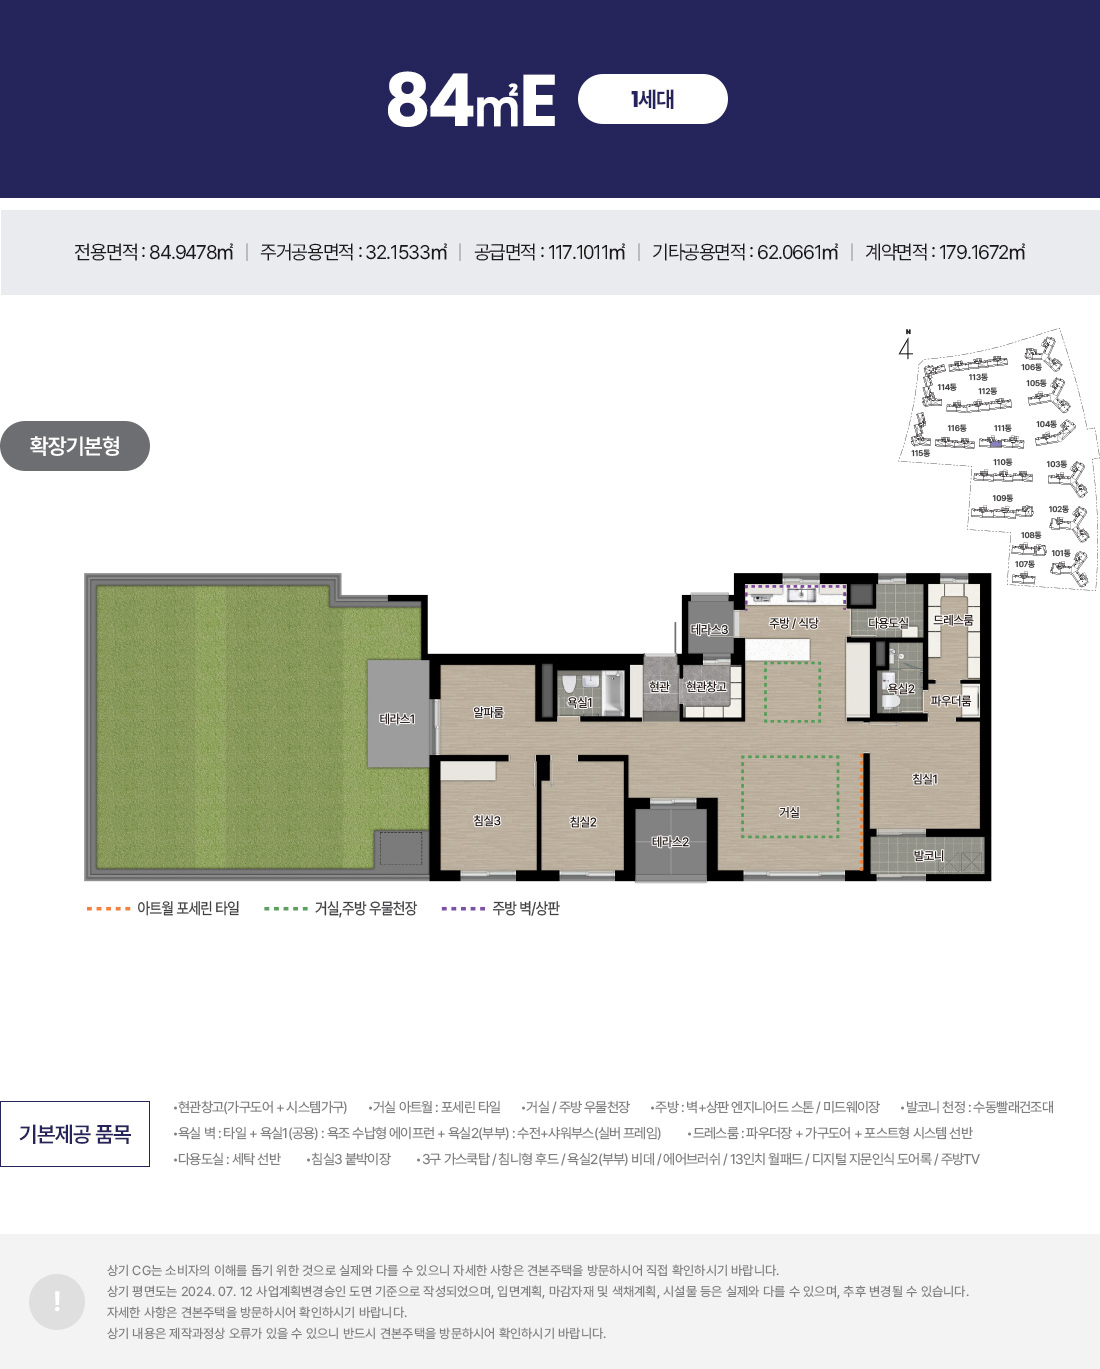 84㎡E 1세대
전용면적 : 84.9478㎡ | 주거공용면적 : 32.1533㎡ | 공급면적 : 117.1011㎡ | 기타공용면적 : 62.0661㎡ | 계약면적 : 179.1672㎡
N
106동
113동
105동
114동
112동
104동
116동
111동
115동
110동
103동
109동
102동
108동
101동
107동
확장기본형
테라스3
주방 / 식당
다용도실
드레스룸
현관
현관창고
욕실1
욕실2
파우더룸
테라스1
알파룸
침실1
침실3
침실2
거실
테라스2
발코니
아트월 포세린 타일
거실,주방 우물천장
주방 벽/상판
기본제공 품목
•현관창고(가구도어 + 시스템가구) •거실 아트월 : 포세린 타일 •거실 / 주방 우물천장 •주방 : 벽+상판 엔지니어드 스톤 / 미드웨이장 •발코니 천정 : 수동빨래건조대
•욕실 벽 : 타일 + 욕실1(공용) : 욕조 수납형 에이프런 + 욕실2(부부) : 수전+샤워부스(실버 프레임) •드레스룸 : 파우더장 + 가구도어 + 포스트형 시스템 선반
•다용도실 : 세탁 선반 •침실3 붙박이장 •3구 가스쿡탑 / 침니형 후드 / 욕실2(부부) 비데 / 에어브러쉬 / 13인치 월패드 / 디지털 지문인식 도어록 / 주방TV
!
상기 CG는 소비자의 이해를 돕기 위한 것으로 실제와 다를 수 있으니 자세한 사항은 견본주택을 방문하시어 직접 확인하시기 바랍니다.
상기 평면도는 2024. 07. 12 사업계획변경승인 도면 기준으로 작성되었으며, 입면계획, 마감자재 및 색채계획, 시설물 등은 실제와 다를 수 있으며, 추후 변경될 수 있습니다.
자세한 사항은 견본주택을 방문하시어 확인하시기 바랍니다.
상기 내용은 제작과정상 오류가 있을 수 있으니 반드시 견본주택을 방문하시어 확인하시기 바랍니다.